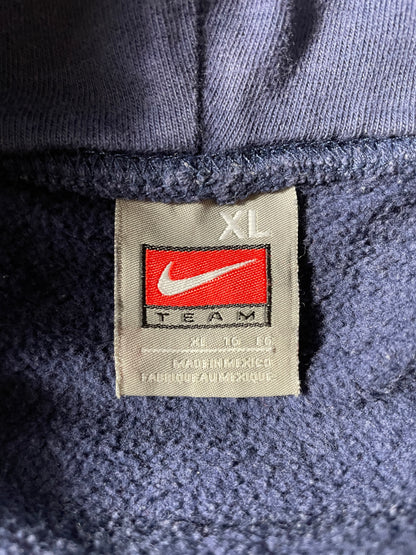 XL
TEAM
XL TG EG
MADE IN MEXICO
FABRIQUE AU MEXIQUE